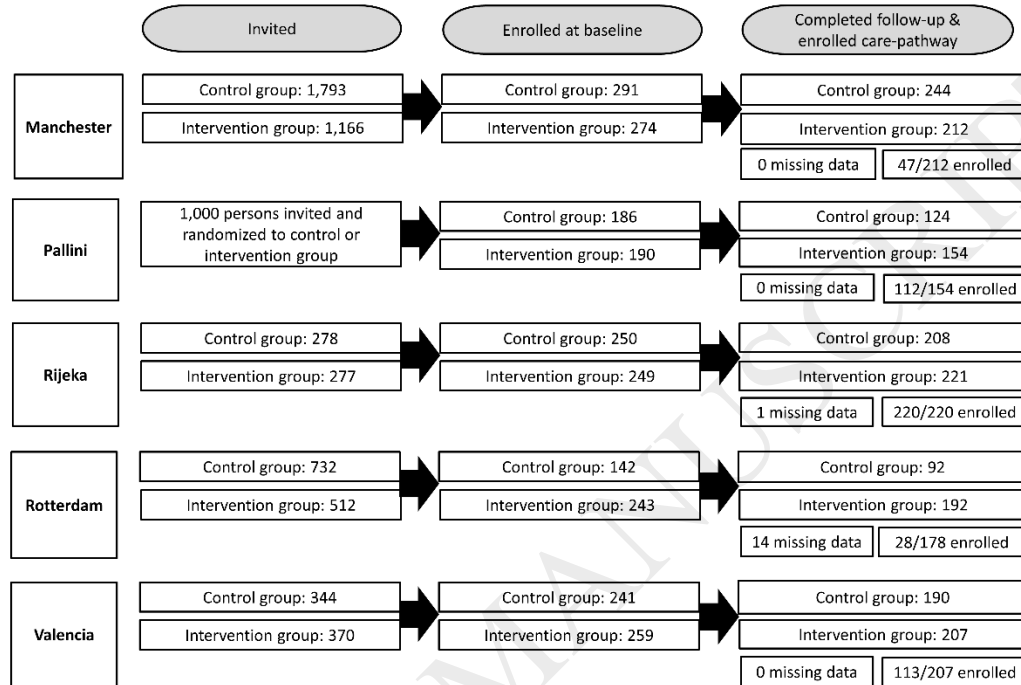 Invited
Enrolled at baseline
Completed follow-up &
enrolled care-pathway
Manchester
Control group: 1,793
Intervention group: 1,166
Control group: 291
Intervention group: 274
Control group: 244
Intervention group: 212
0 missing data
47/212 enrolled
Pallini
1,000 persons invited and
randomized to control or
intervention group
Control group: 186
Intervention group: 190
Control group: 124
Intervention group: 154
0 missing data
112/154 enrolled
Rijeka
Control group: 278
Intervention group: 277
Control group: 250
Intervention group: 249
Control group: 208
Intervention group: 221
1 missing data
220/220 enrolled
Rotterdam
Control group: 732
Intervention group: 512
Control group: 142
Intervention group: 243
Control group: 92
Intervention group: 192
14 missing data
28/178 enrolled
Valencia
Control group: 344
Intervention group: 370
Control group: 241
Intervention group: 259
Control group: 190
Intervention group: 207
0 missing data
113/207 enrolled
MANUSCRIPT